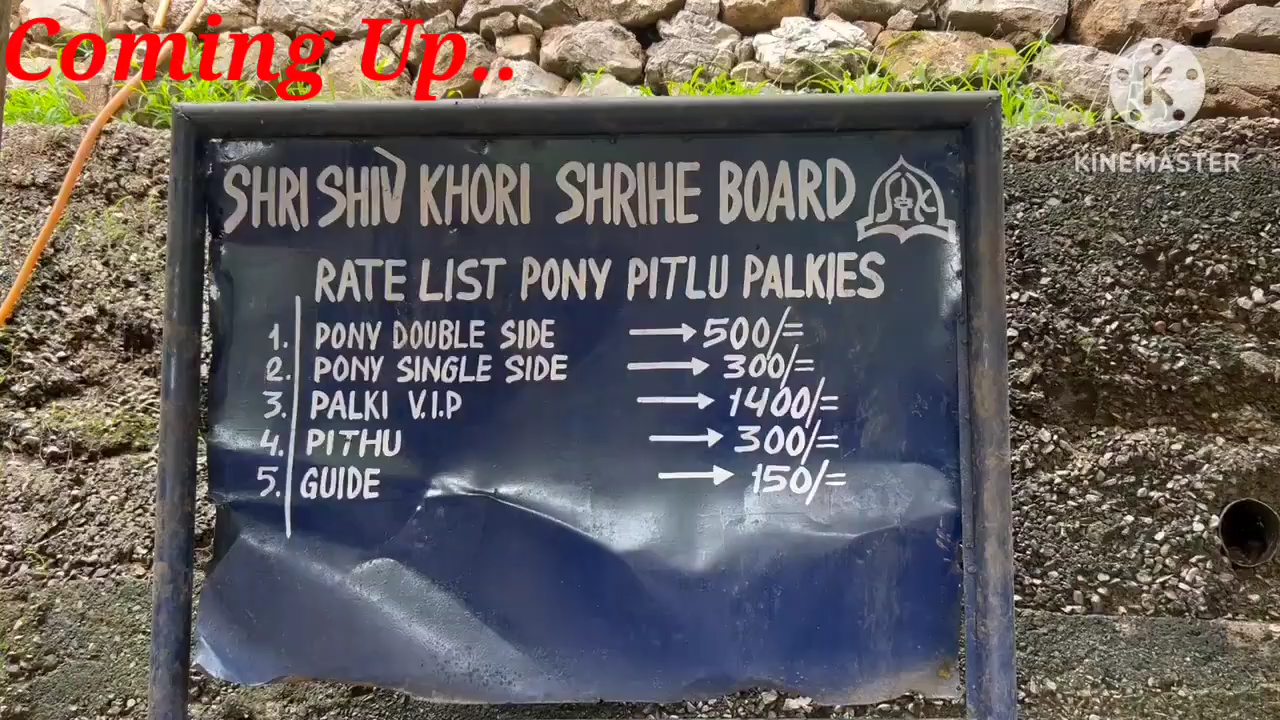 Coming Up..
KINEMASTER
SHRI SHIV KHORI SHRIHE BOARD
RATE LIST PONY PITLU PALKIES
1. PONY DOUBLE SIDE → 500/=
2. PONY SINGLE SIDE → 300/=
3. PALKI V.I.P → 1400/=
4. PITHU → 300/=
5. GUIDE → 150/=